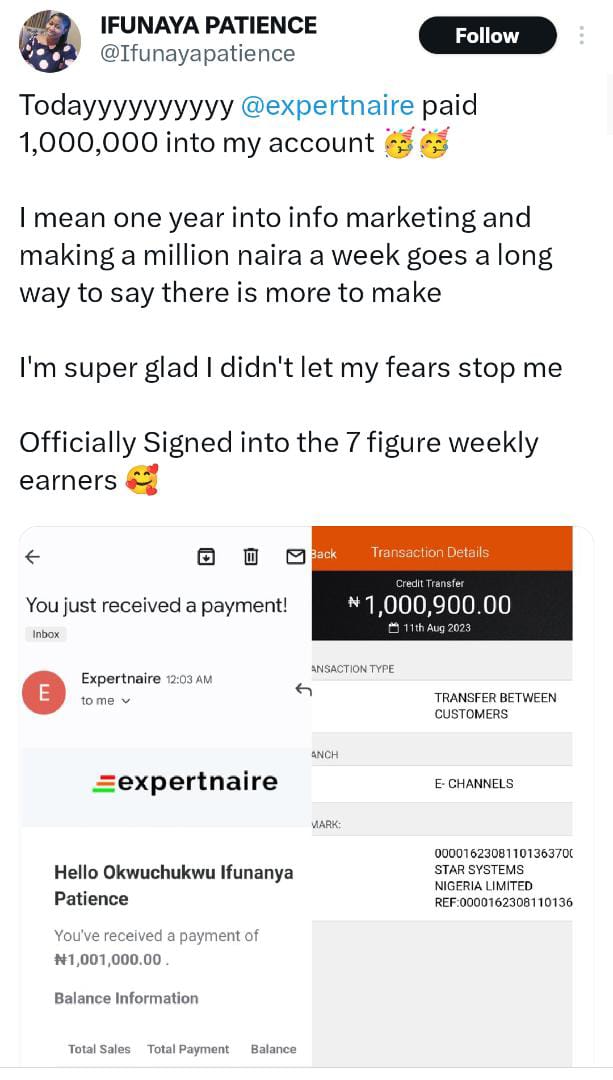 IFUNAYA PATIENCE
@Ifunayapatience
Follow
Todayyyyyyyyyy @expertnaire paid
1,000,000 into my account 🥳🥳
I mean one year into info marketing and
making a million naira a week goes a long
way to say there is more to make
I'm super glad I didn't let my fears stop me
Officially Signed into the 7 figure weekly
earners 🥰
You just received a payment!
Inbox
E
Expertnaire 12:03 AM
to me
expertnaire
Hello Okwuchukwu Ifunanya
Patience
You've received a payment of
₦1,001,000.00 .
Balance Information
Total Sales Total Payment Balance
Back Transaction Details
Credit Transfer
₦1,000,900.00
11th Aug 2023
ANSACTION TYPE
TRANSFER BETWEEN
CUSTOMERS
ANCH
E- CHANNELS
MARK:
0000162308110136370
STAR SYSTEMS
NIGERIA LIMITED
REF:0000162308110136